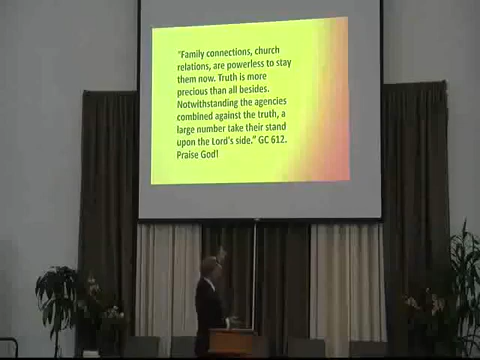 "Family connections, church
relations, are powerless to stay
them now. Truth is more
precious than all besides.
Notwithstanding the agencies
combined against the truth, a
large number take their stand
upon the Lord's side." GC 612.
Praise God!